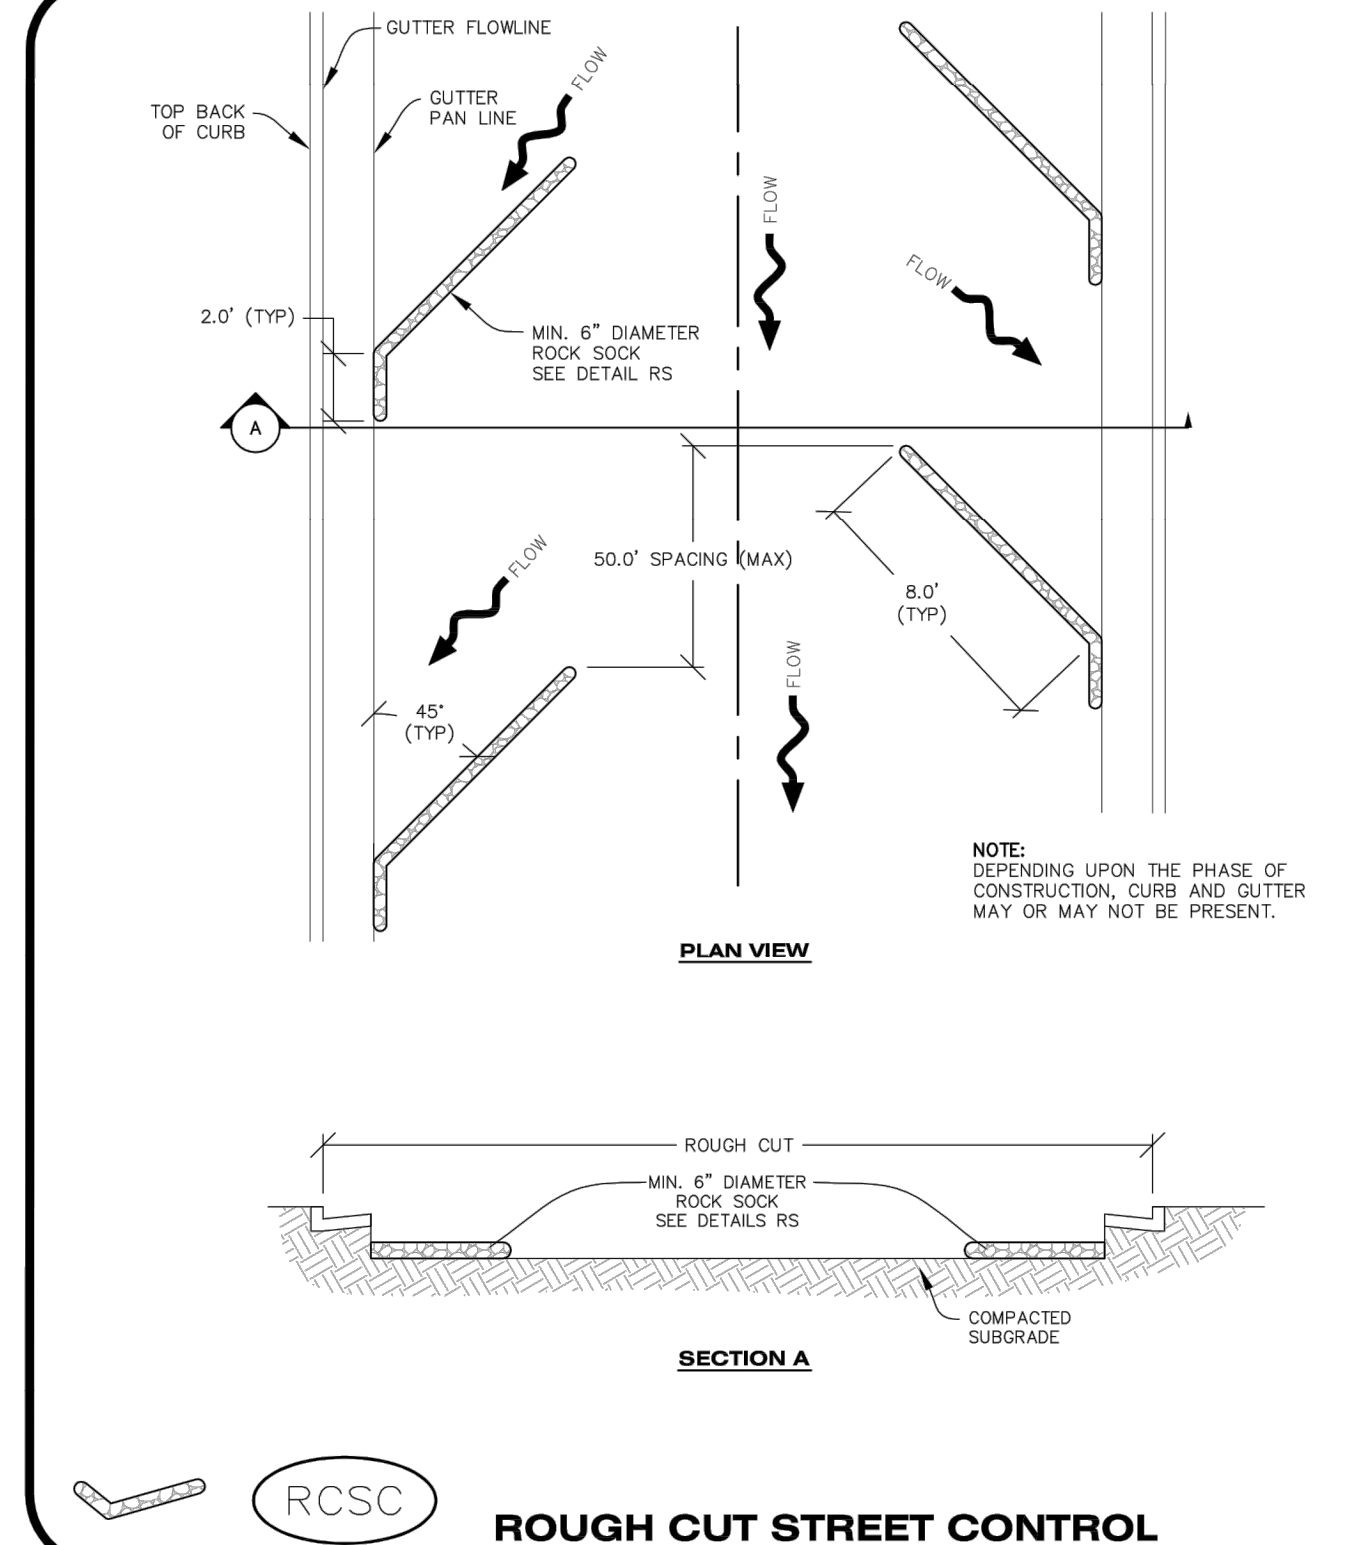 GUTTER FLOWLINE
FLOW
TOP BACK
OF CURB
GUTTER
PAN LINE
FLOW
FLOW
2.0' (TYP)
MIN. 6" DIAMETER
ROCK SOCK
SEE DETAIL RS
A
50.0' SPACING (MAX)
FLOW
8.0'
(TYP)
FLOW
45°
(TYP)
NOTE:
DEPENDING UPON THE PHASE OF
CONSTRUCTION, CURB AND GUTTER
MAY OR MAY NOT BE PRESENT.
PLAN VIEW
ROUGH CUT
MIN. 6" DIAMETER
ROCK SOCK
SEE DETAILS RS
COMPACTED
SUBGRADE
SECTION A
RCSC
ROUGH CUT STREET CONTROL